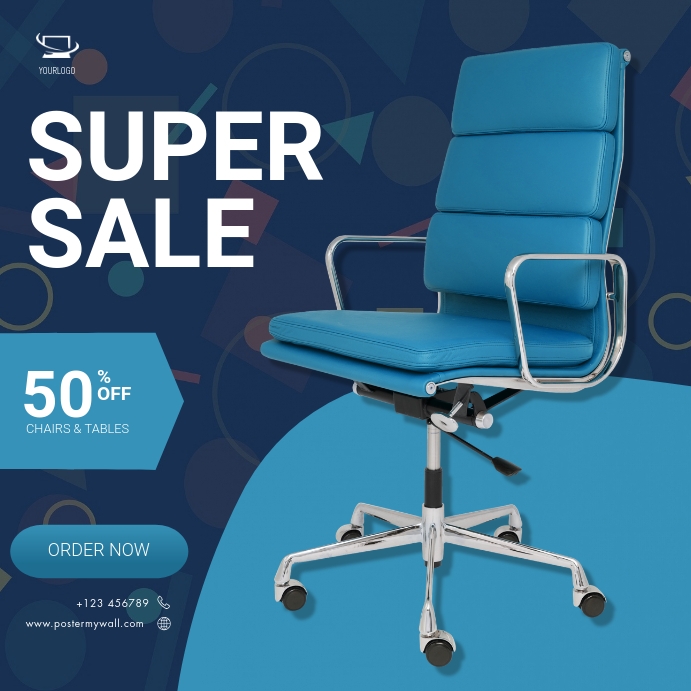 YOURLOGO
SUPER
SALE
50% OFF
CHAIRS & TABLES
ORDER NOW
+123 456789
www.postermywall.com